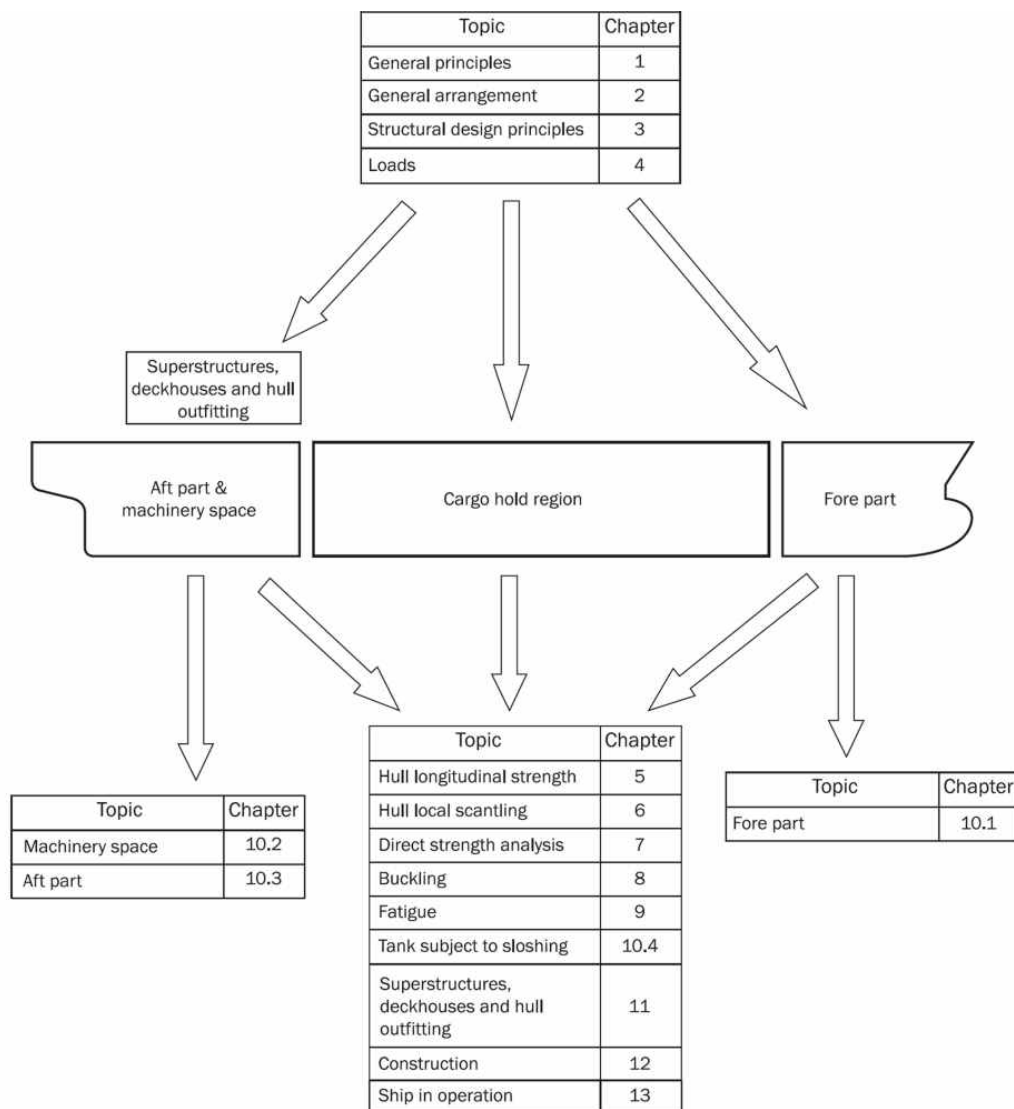 Topic Chapter
General principles 1
General arrangement 2
Structural design principles 3
Loads 4
Superstructures,
deckhouses and hull
outfitting
Aft part &
machinery space
Cargo hold region
Fore part
Topic Chapter
Machinery space 10.2
Aft part 10.3
Topic Chapter
Hull longitudinal strength 5
Hull local scantling 6
Direct strength analysis 7
Buckling 8
Fatigue 9
Tank subject to sloshing 10.4
Superstructures,
deckhouses and hull 11
outfitting
Construction 12
Ship in operation 13
Topic Chapter
Fore part 10.1